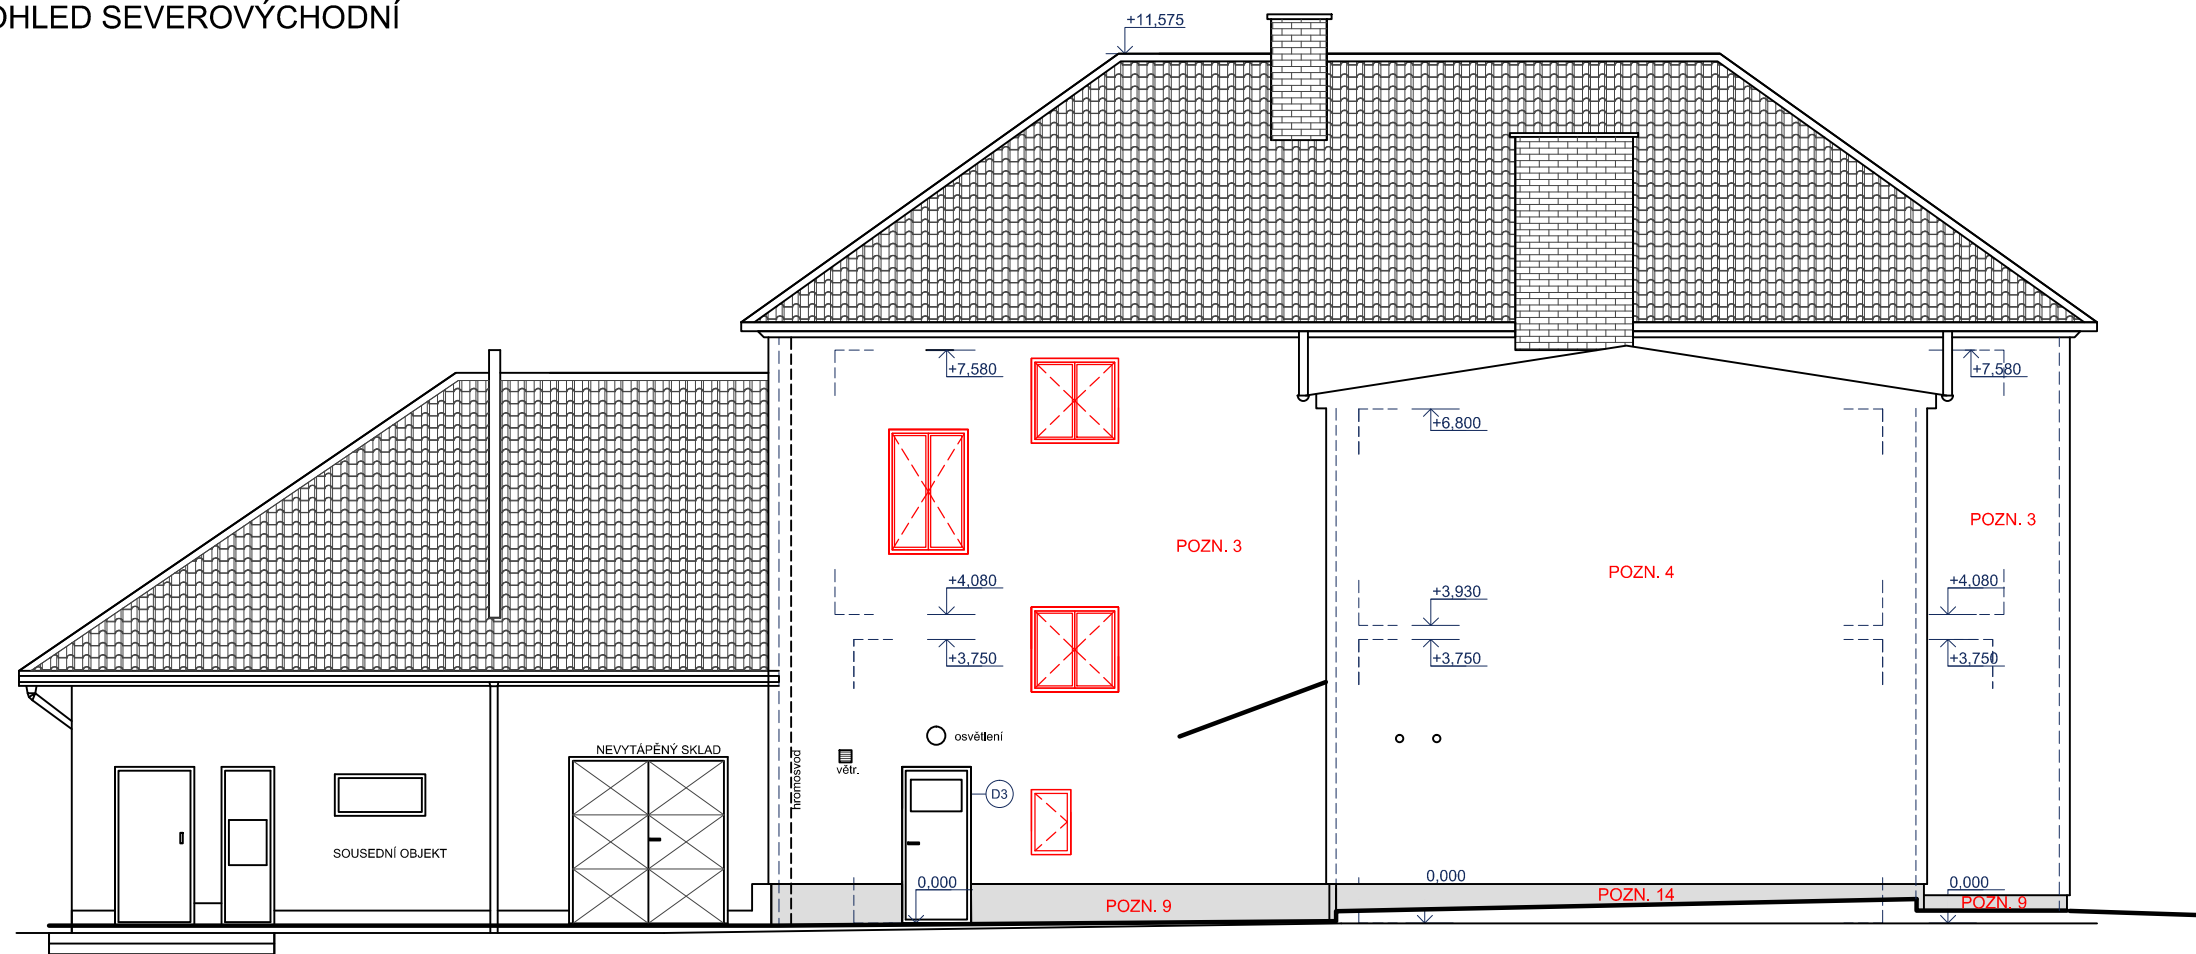 OHLED SEVEROVÝCHODNÍ
+11,575
+7,580
+7,580
+6,800
POZN. 3
POZN. 3
POZN. 4
+4,080
+3,930
+4,080
+3,750
+3,750
+3,750
osvětlení
NEVYTÁPĚNÝ SKLAD
větr.
hromosvod
D3
SOUSEDNÍ OBJEKT
0,000
0,000
0,000
POZN. 9
POZN. 14
POZN. 9